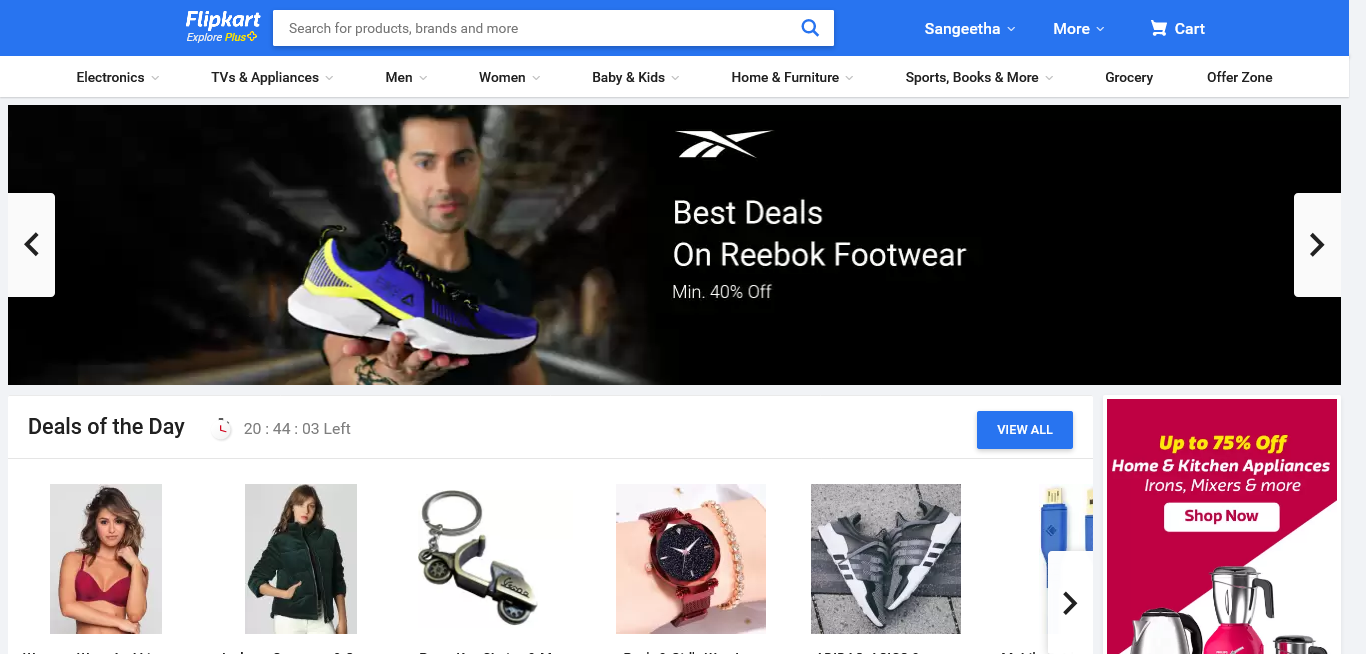 Flipkart
Explore Plus
Search for products, brands and more
Sangeetha
More
Cart
Electronics
TVs & Appliances
Men
Women
Baby & Kids
Home & Furniture
Sports, Books & More
Grocery
Offer Zone
Best Deals
On Reebok Footwear
Min. 40% Off
Deals of the Day
20 : 44 : 03 Left
VIEW ALL
Up to 75% Off
Home & Kitchen Appliances
Irons, Mixers & more
Shop Now